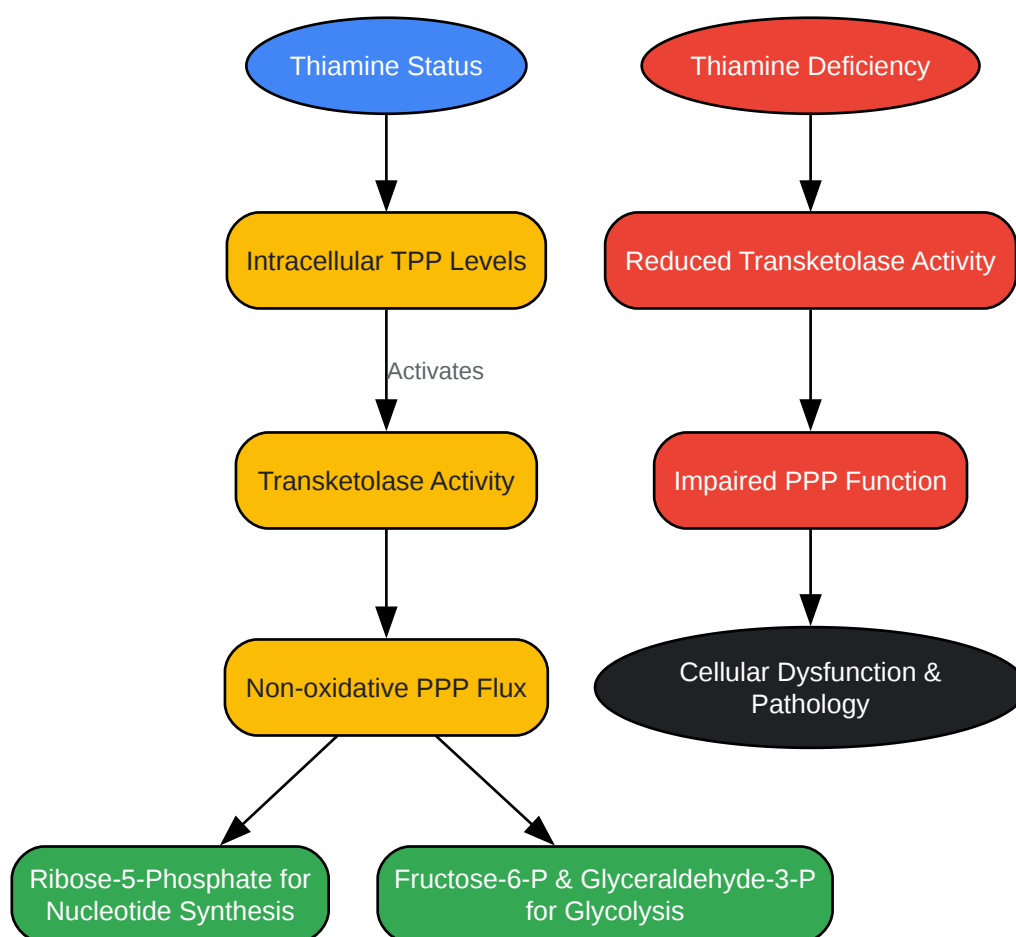 Thiamine Status
Thiamine Deficiency
Intracellular TPP Levels
Reduced Transketolase Activity
Activates
Transketolase Activity
Impaired PPP Function
Non-oxidative PPP Flux
Cellular Dysfunction &
Pathology
Ribose-5-Phosphate for
Nucleotide Synthesis
Fructose-6-P & Glyceraldehyde-3-P
for Glycolysis